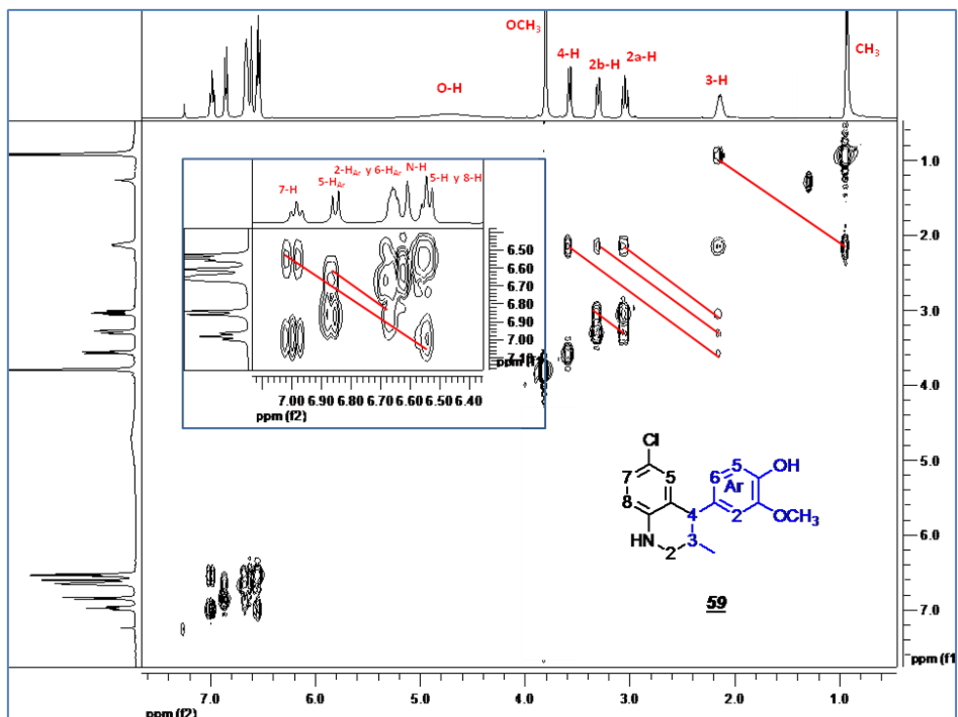 OCH3
CH3
4-H
2b-H
2a-H
3-H
O-H
2-HAr y 6-HAr N-H
5-HAr
5-H y 8-H
7-H
6.50
6.60
6.70
6.80
6.90
7.00
7.10
ppm (f1
7.00 6.90 6.80 6.70 6.60 6.50 6.40
ppm (f2)
1.0
2.0
3.0
4.0
5.0
6.0
7.0
ppm (f1
Cl
7
5
8
4
HN
2
3
6
5
Ar
2
OH
OCH3
59
7.0 6.0 5.0 4.0 3.0 2.0 1.0
ppm (f2)